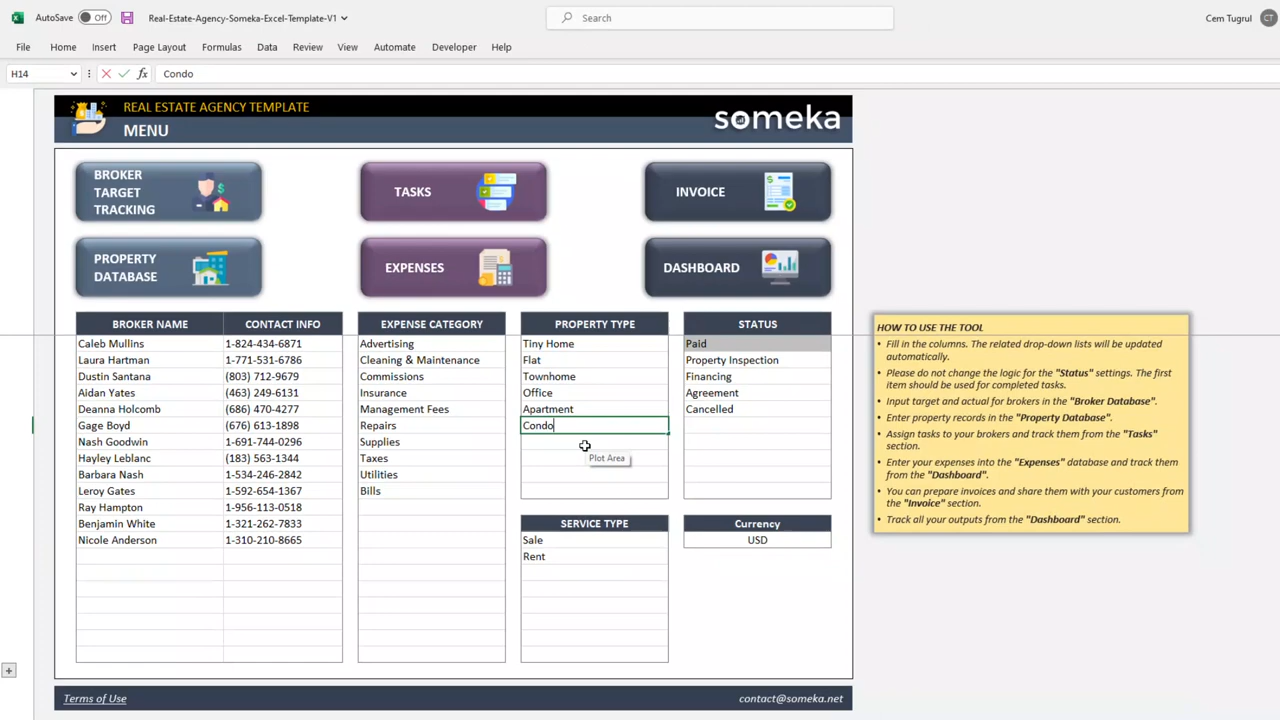 AutoSave Off Real-Estate-Agency-Someka-Excel-Template-V1 Search Cem Tugrul CT
File Home Insert Page Layout Formulas Data Review View Automate Developer Help
H14 fx Condo
REAL ESTATE AGENCY TEMPLATE
MENU
someka
BROKER
TARGET
TRACKING
TASKS
INVOICE
PROPERTY
DATABASE
EXPENSES
DASHBOARD
BROKER NAME CONTACT INFO
Caleb Mullins 1-824-434-6871
Laura Hartman 1-771-531-6786
Dustin Santana (803) 712-9679
Aidan Yates (463) 249-6131
Deanna Holcomb (686) 470-4277
Gage Boyd (676) 613-1898
Nash Goodwin 1-691-744-0296
Hayley Leblanc (183) 563-1344
Barbara Nash 1-534-246-2842
Leroy Gates 1-592-654-1367
Ray Hampton 1-956-113-0518
Benjamin White 1-321-262-7833
Nicole Anderson 1-310-210-8665
EXPENSE CATEGORY
Advertising
Cleaning & Maintenance
Commissions
Insurance
Management Fees
Repairs
Supplies
Taxes
Utilities
Bills
PROPERTY TYPE
Tiny Home
Flat
Townhome
Office
Apartment
Condo
Plot Area
SERVICE TYPE
Sale
Rent
STATUS
Paid
Property Inspection
Financing
Agreement
Cancelled
Currency
USD
HOW TO USE THE TOOL
• Fill in the columns. The related drop-down lists will be updated
automatically.
• Please do not change the logic for the "Status" settings. The first
item should be used for completed tasks.
• Input target and actual for brokers in the "Broker Database".
• Enter property records in the "Property Database".
• Assign tasks to your brokers and track them from the "Tasks"
section.
• Enter your expenses into the "Expenses" database and track them
from the "Dashboard".
• You can prepare invoices and share them with your customers from
the "Invoice" section.
• Track all your outputs from the "Dashboard" section.
Terms of Use
contact@someka.net